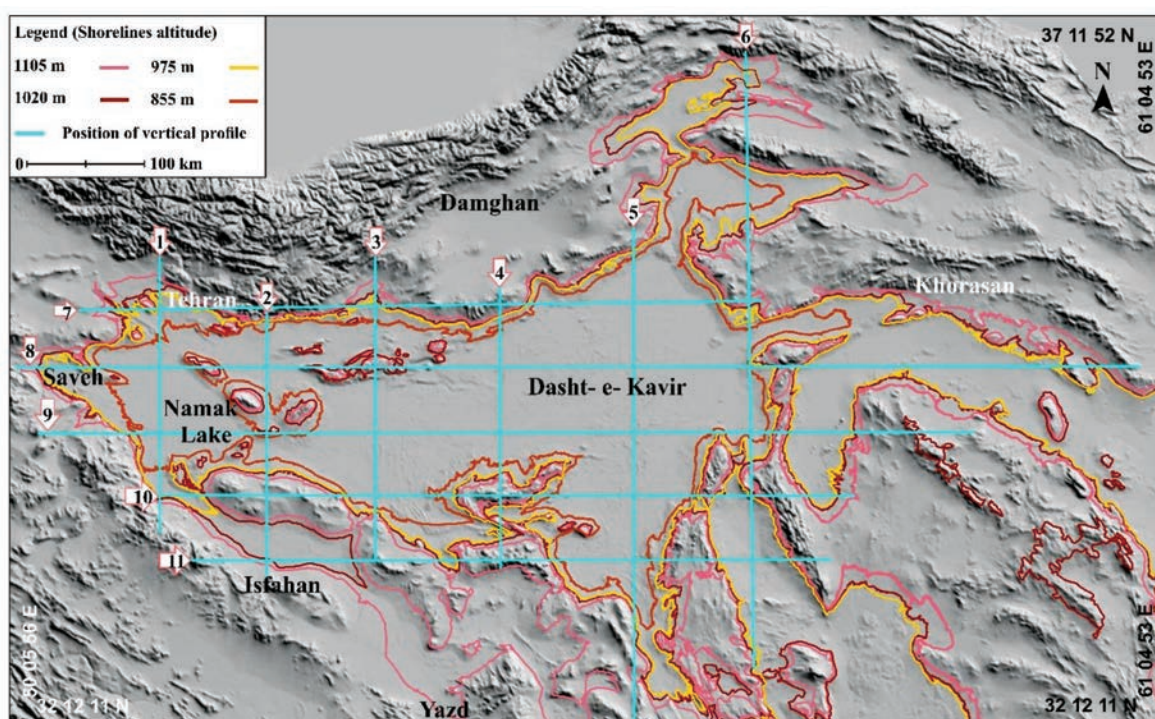 Legend (Shorelines altitude)
1105 m 975 m
1020 m 855 m
Position of vertical profile
0 100 km
6
37 11 52 N
61 04 53 E
N
Damghan
5
1
3
4
Tehran
2
Khorasan
7
8
Saveh
Dasht- e- Kavir
9
Namak
Lake
10
11
Isfahan
32 12 11 N
Yazd
32 12 11 N
61 04 53 E